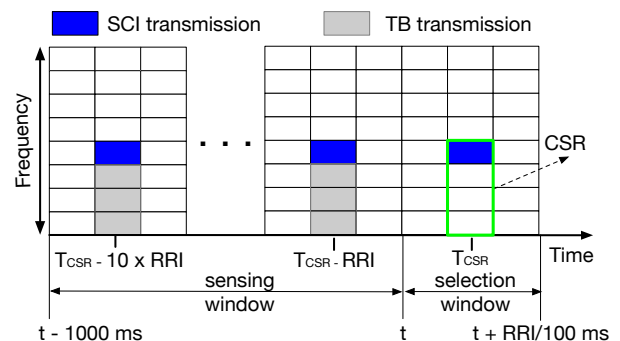 SCI transmission
TB transmission
Frequency
. . .
CSR
TCSR - 10 x RRI
TCSR - RRI
TCSR
Time
sensing
window
selection
window
t - 1000 ms
t
t + RRI/100 ms